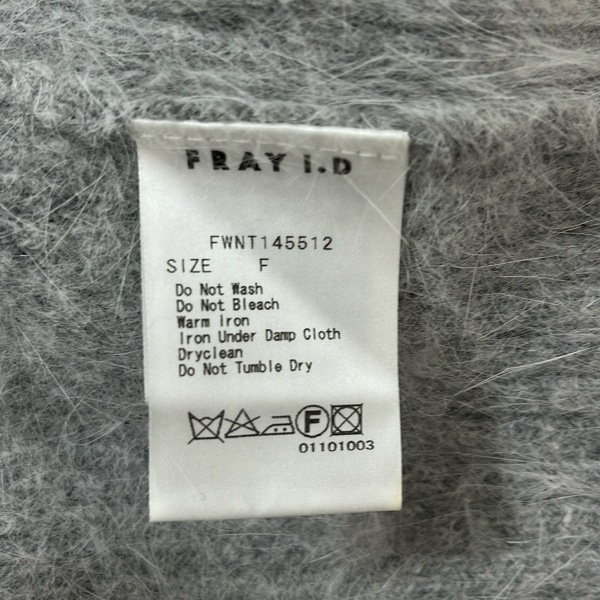 FRAY I.D
FWNT145512
SIZE F
Do Not Wash
Do Not Bleach
Warm Iron
Iron Under Damp Cloth
Dryclean
Do Not Tumble Dry
F
01101003